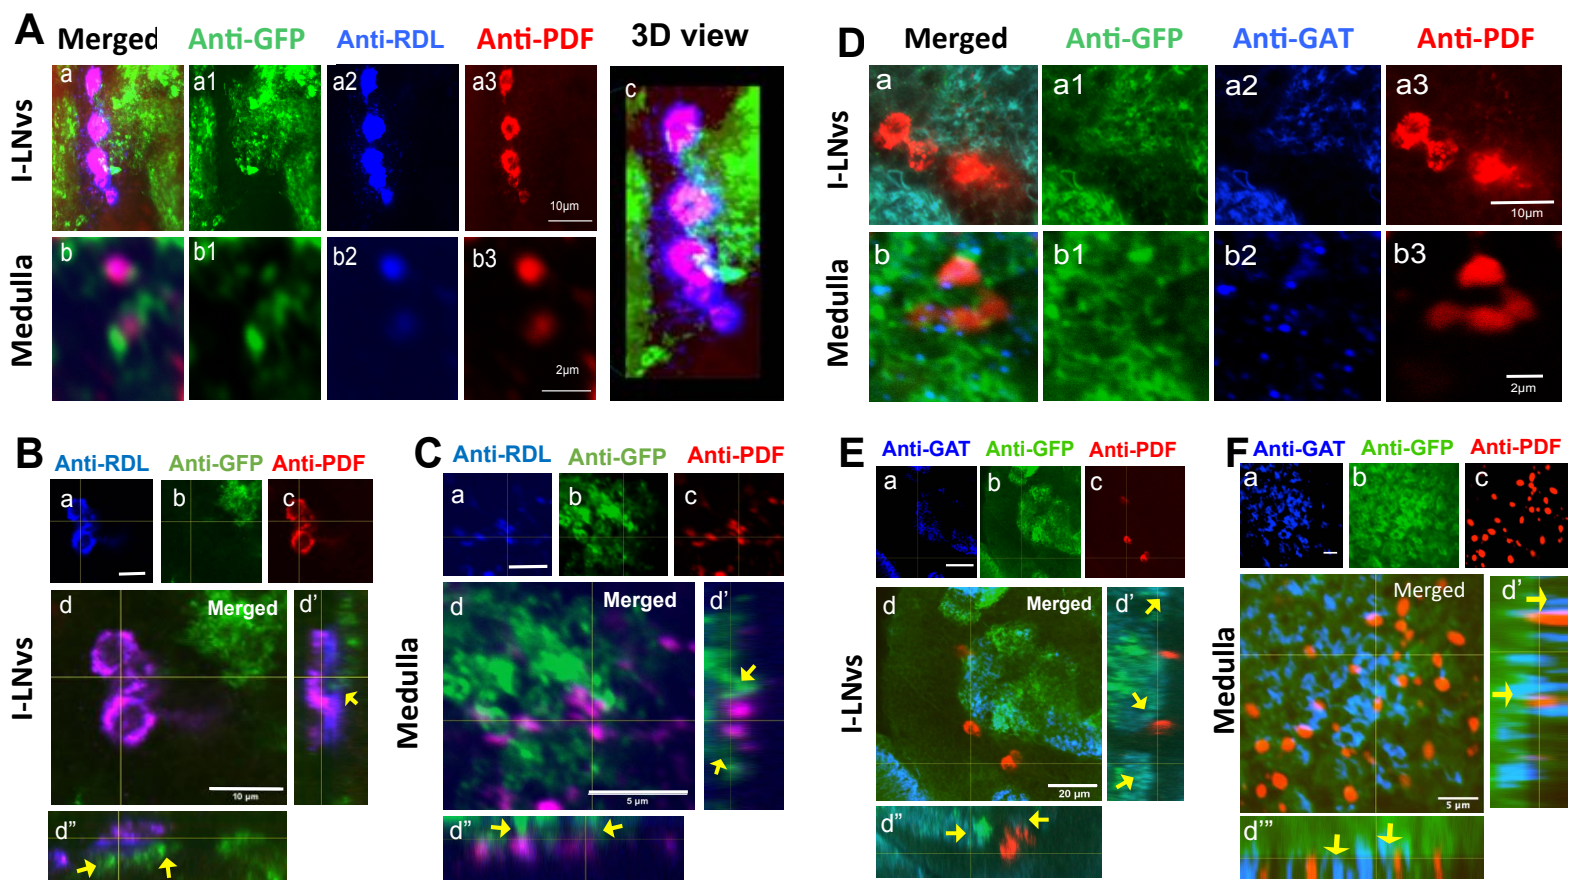 A
Merged Anti-GFP Anti-RDL Anti-PDF 3D view
l-LNvs
a a1 a2 a3 c
10µm
Medulla
b b1 b2 b3
2µm
D
Merged Anti-GFP Anti-GAT Anti-PDF
l-LNvs
a a1 a2 a3
10µm
Medulla
b b1 b2 b3
2µm
B
Anti-RDL Anti-GFP Anti-PDF
a b c
l-LNvs
d Merged d'
10 µm
d"
C
Anti-RDL Anti-GFP Anti-PDF
a b c
Medulla
d Merged d'
5 µm
d"
E
Anti-GAT Anti-GFP Anti-PDF
a b c
l-LNvs
d Merged d'
20 µm
d"
F
Anti-GAT Anti-GFP Anti-PDF
a b c
Medulla
Merged d'
5 µm
d'"